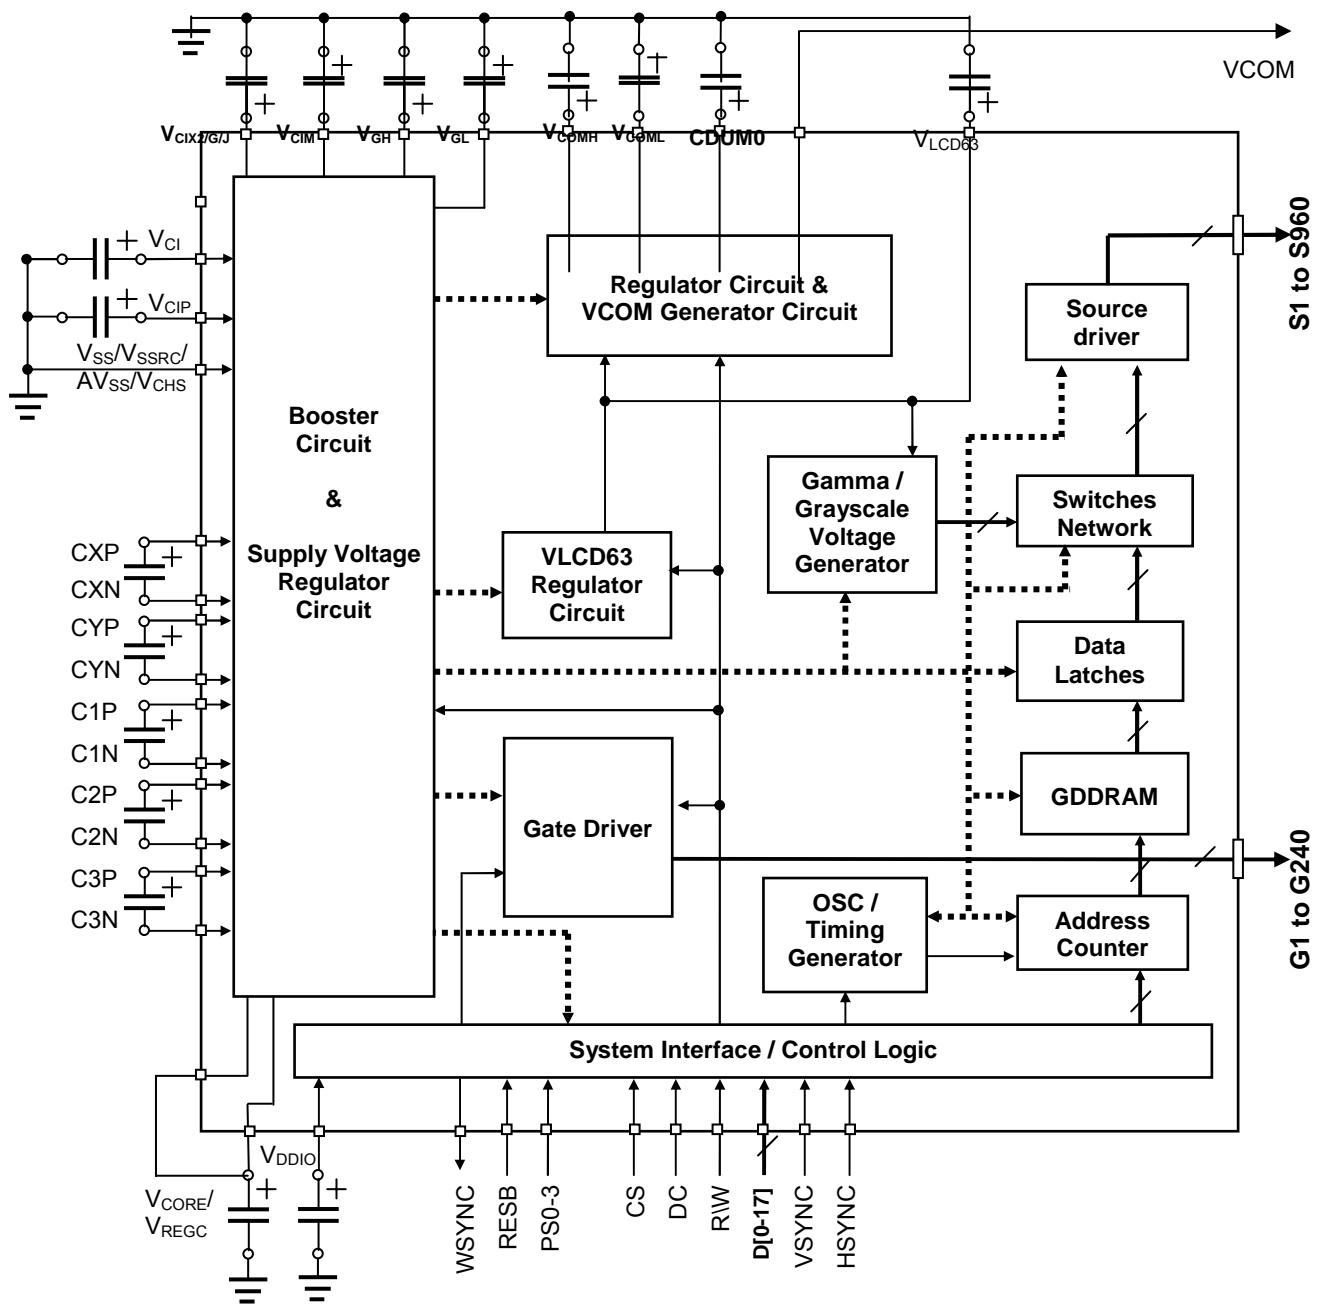 VCOM
VCIX2/G/J
VCIM
VGH
VGL
VCOMH
VCOML
CDUM0
VLCD63
S1 to S960
VCI
VCIP
VSS/VSSRC/
AVSS/VCHS
Regulator Circuit &
VCOM Generator Circuit
Source
driver
Booster
Circuit
&
Supply Voltage
Regulator
Circuit
Gamma /
Grayscale
Voltage
Generator
Switches
Network
CXP
CXN
VLCD63
Regulator
Circuit
CYP
CYN
Data
Latches
C1P
C1N
C2P
C2N
GDDRAM
Gate Driver
G1 to G240
C3P
C3N
OSC /
Timing
Generator
Address
Counter
System Interface / Control Logic
VDDIO
VCORE/
VREGC
WSYNC
RESB
PS0-3
CS
DC
R\W
D[0-17]
VSYNC
HSYNC